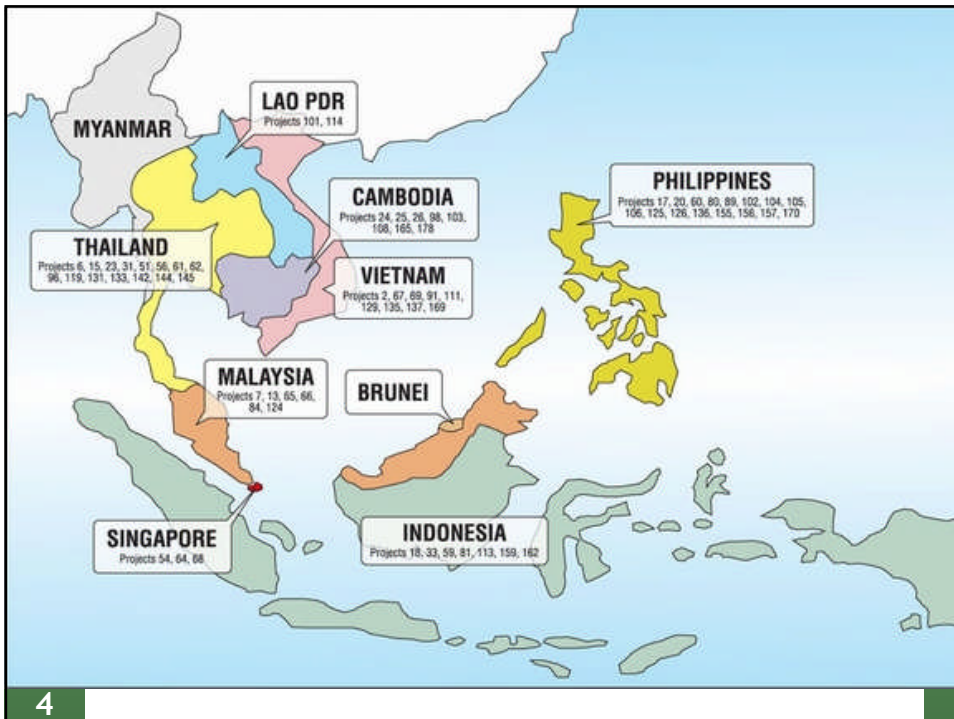 MYANMAR
LAO PDR
Projects 101, 114
CAMBODIA
Projects 24, 25, 26, 98, 103,
108, 165, 178
PHILIPPINES
Projects 17, 20, 60, 80, 89, 102, 104, 105,
106, 125, 126, 136, 155, 156, 157, 170
THAILAND
Projects 6, 15, 23, 31, 51, 56, 61, 62,
96, 119, 131, 133, 142, 144, 145
VIETNAM
Projects 2, 67, 69, 91, 111,
129, 135, 137, 169
MALAYSIA
Projects 7, 13, 65, 66,
84, 124
BRUNEI
SINGAPORE
Projects 54, 64, 68
INDONESIA
Projects 18, 33, 59, 81, 113, 159, 162
4